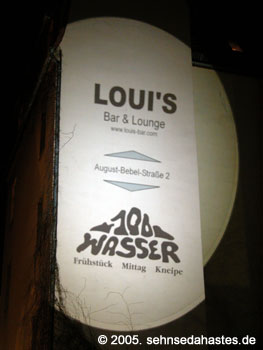 LOUI'S
Bar & Lounge
www.louis-bar.com
August-Bebel-Straße 2
100
WASSER
Frühstück Mittag Kneipe
© 2005. sehnsedahastes.de